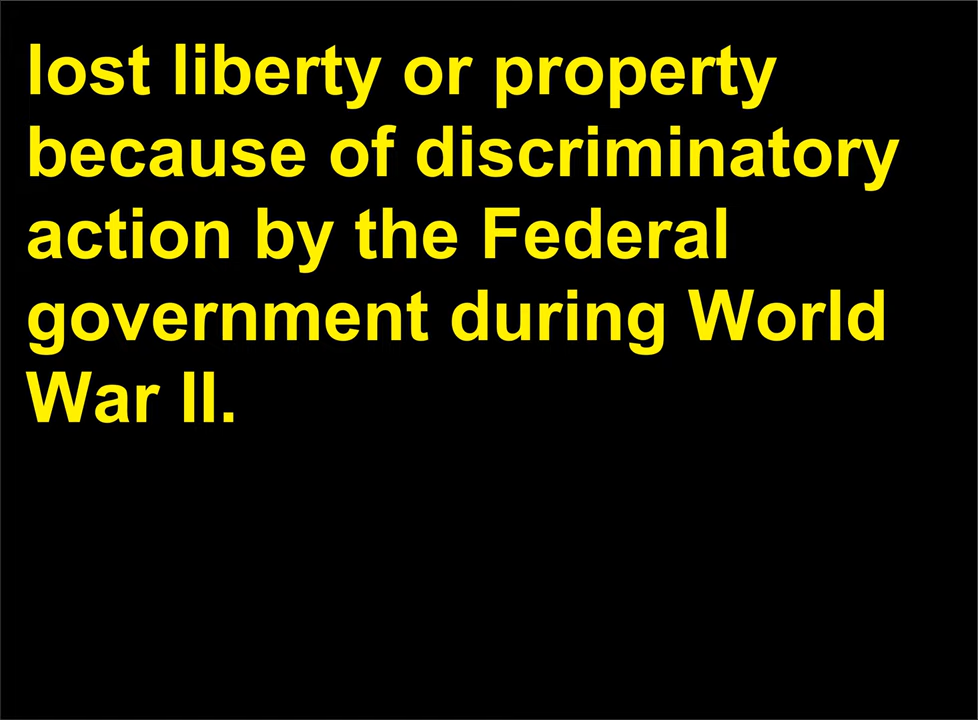 lost liberty or property
because of discriminatory
action by the Federal
government during World
War II.